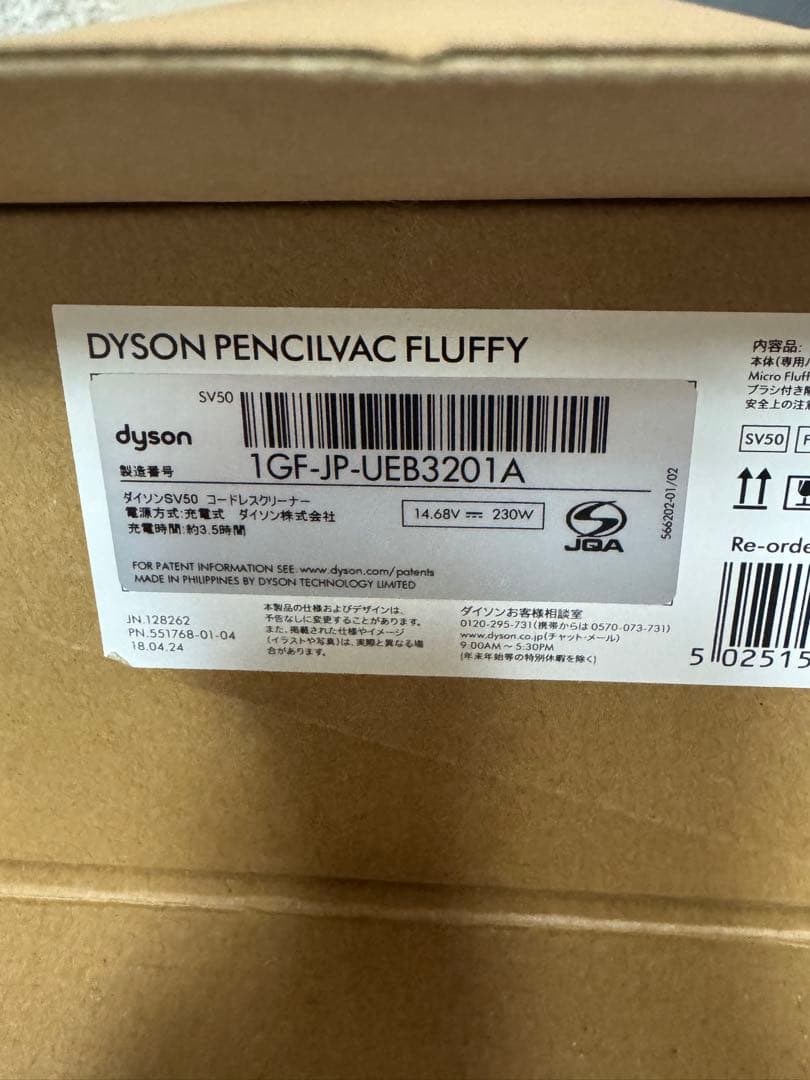 DYSON PENCILVAC FLUFFY
SV50
dyson
製造番号
1GF-JP-UEB3201A
ダイソンSV50 コードレスクリーナー
電源方式:充電式 ダイソン株式会社
充電時間:約3.5時間
14.68V ⎓ 230W
JQA
566202-01/02
FOR PATENT INFORMATION SEE: www.dyson.com/patents
MADE IN PHILIPPINES BY DYSON TECHNOLOGY LIMITED
JN.128262
PN.551768-01-04
18.04.24
本製品の仕様およびデザインは、
予告なしに変更することがあります。
また、掲載された仕様やイメージ
(イラストや写真)は、実際と異なる場
合があります。
ダイソンお客様相談室
0120-295-731(携帯からは 0570-073-731)
www.dyson.co.jp(チャット・メール)
9:00AM～5:30PM
(年末年始等の特別休暇を除く)
内容品:
本体(専用
Micro Fluff
ブラシ付き
安全上の注
SV50
Re-orde
5 02515